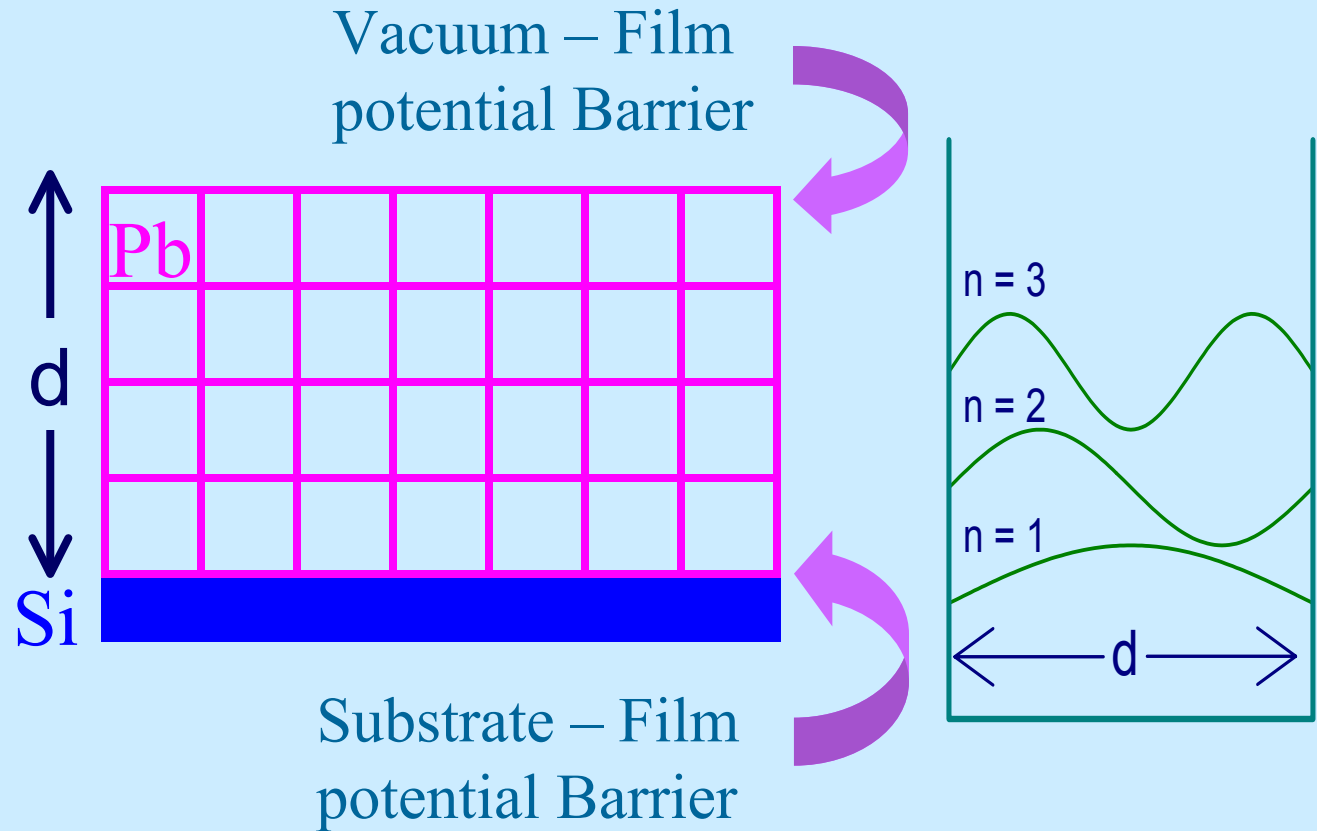 Vacuum – Film
potential Barrier
Pb
d
Si
Substrate – Film
potential Barrier
n = 3
n = 2
n = 1
d